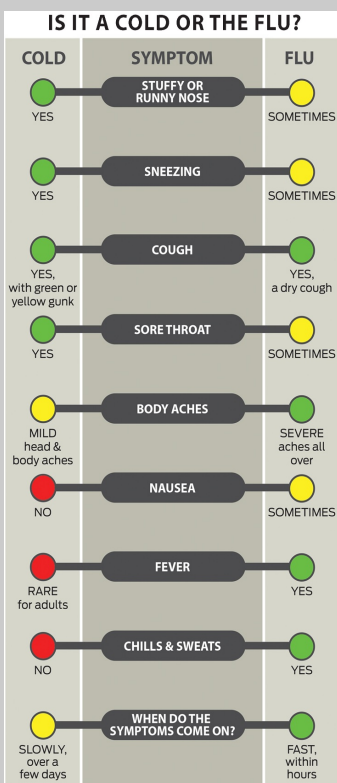 IS IT A COLD OR THE FLU?
COLD
SYMPTOM
FLU
YES
STUFFY OR
RUNNY NOSE
SOMETIMES
YES
SNEEZING
SOMETIMES
YES,
with green or
yellow gunk
COUGH
YES,
a dry cough
YES
SORE THROAT
SOMETIMES
MILD
head &
body aches
BODY ACHES
SEVERE
aches all
over
NO
NAUSEA
SOMETIMES
RARE
for adults
FEVER
YES
NO
CHILLS & SWEATS
YES
SLOWLY,
over a
few days
WHEN DO THE
SYMPTOMS COME ON?
FAST,
within
hours